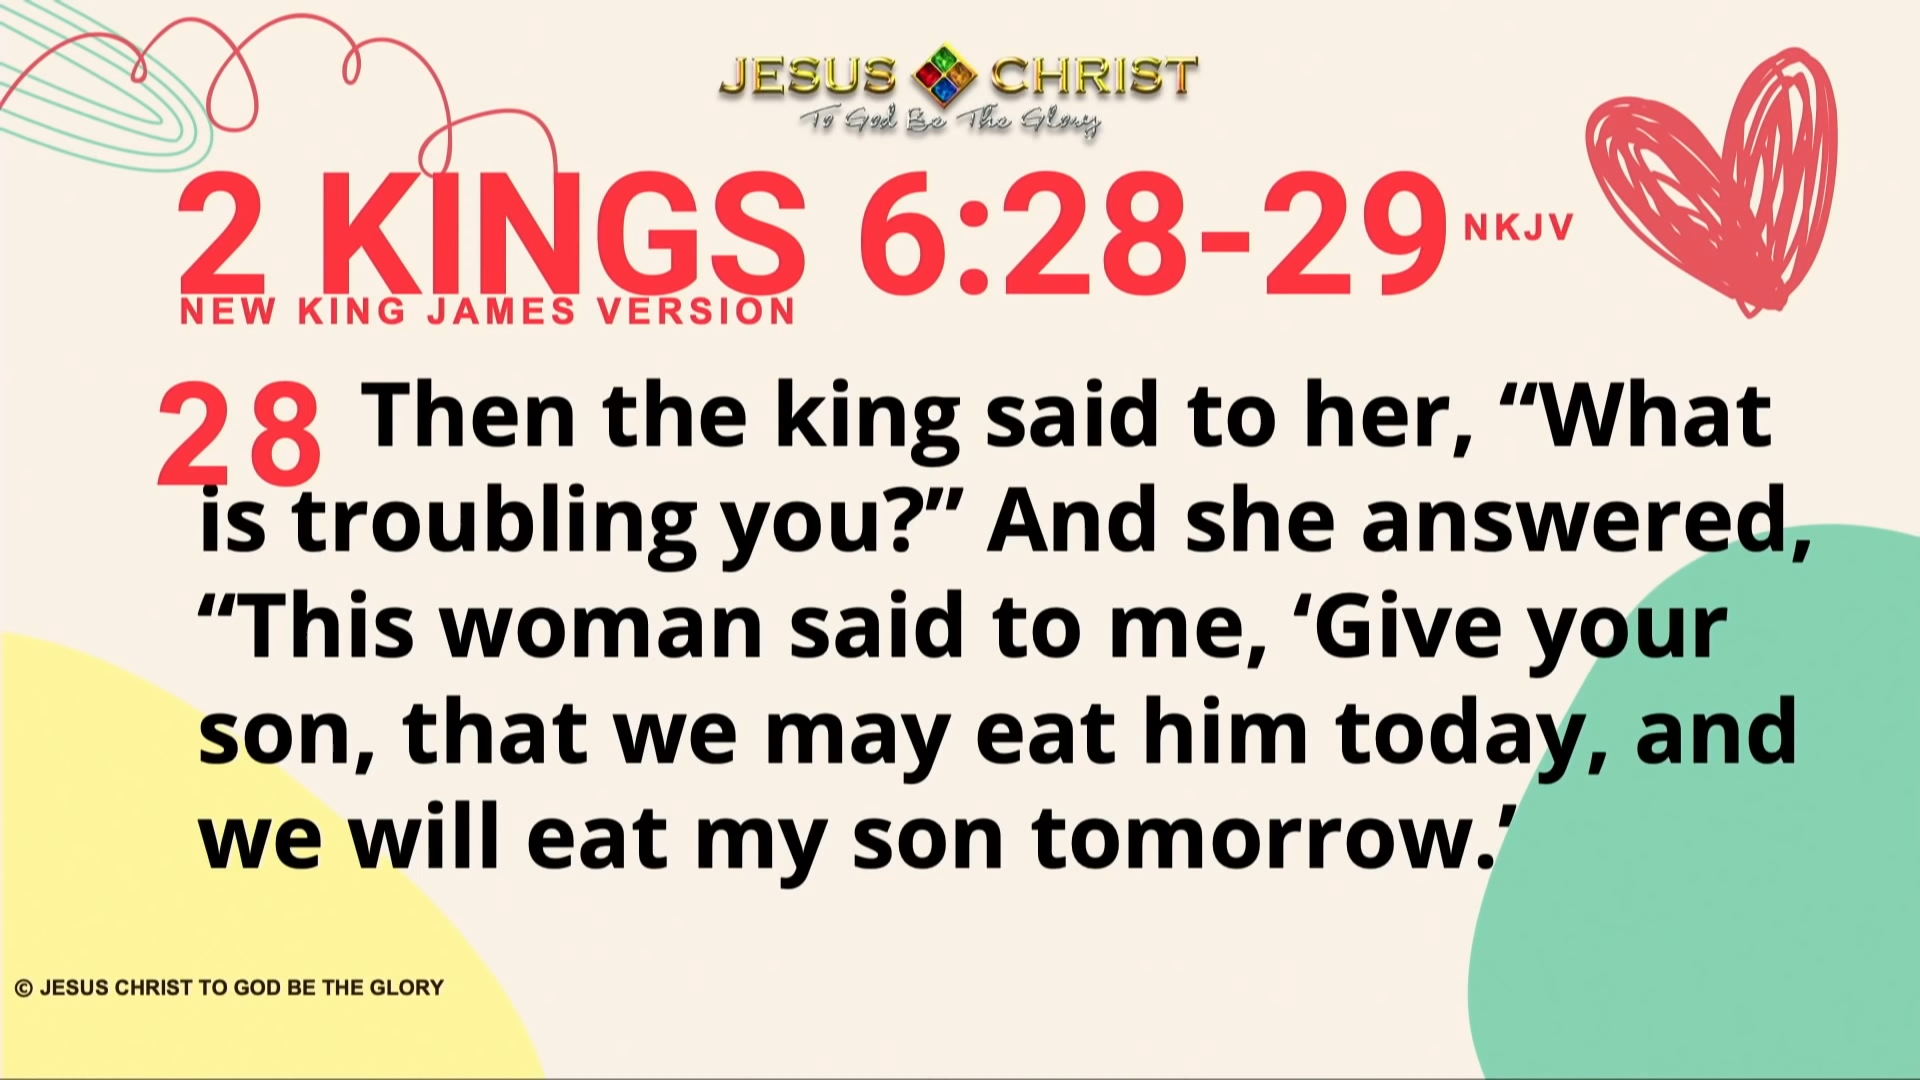 JESUS CHRIST
To God Be The Glory
2 KINGS 6:28-29 NKJV
NEW KING JAMES VERSION
28 Then the king said to her, “What
is troubling you?” And she answered,
“This woman said to me, ‘Give your
son, that we may eat him today, and
we will eat my son tomorrow.’
© JESUS CHRIST TO GOD BE THE GLORY